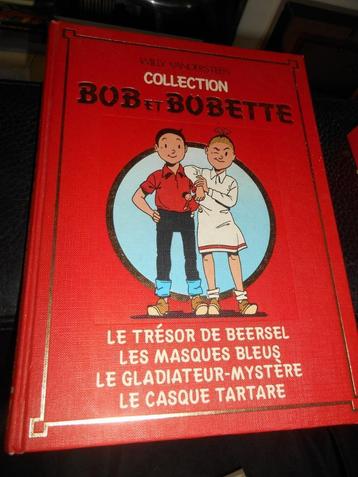 WILLY VANDERSTEEN
COLLECTION
BOB ET BOBETTE
LE TRÉSOR DE BEERSEL
LES MASQUES BLEUS
LE GLADIATEUR-MYSTÈRE
LE CASQUE TARTARE